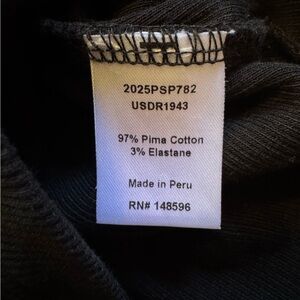 2025PSP782
USDR1943
97% Pima Cotton
3% Elastane
Made in Peru
RN# 148596